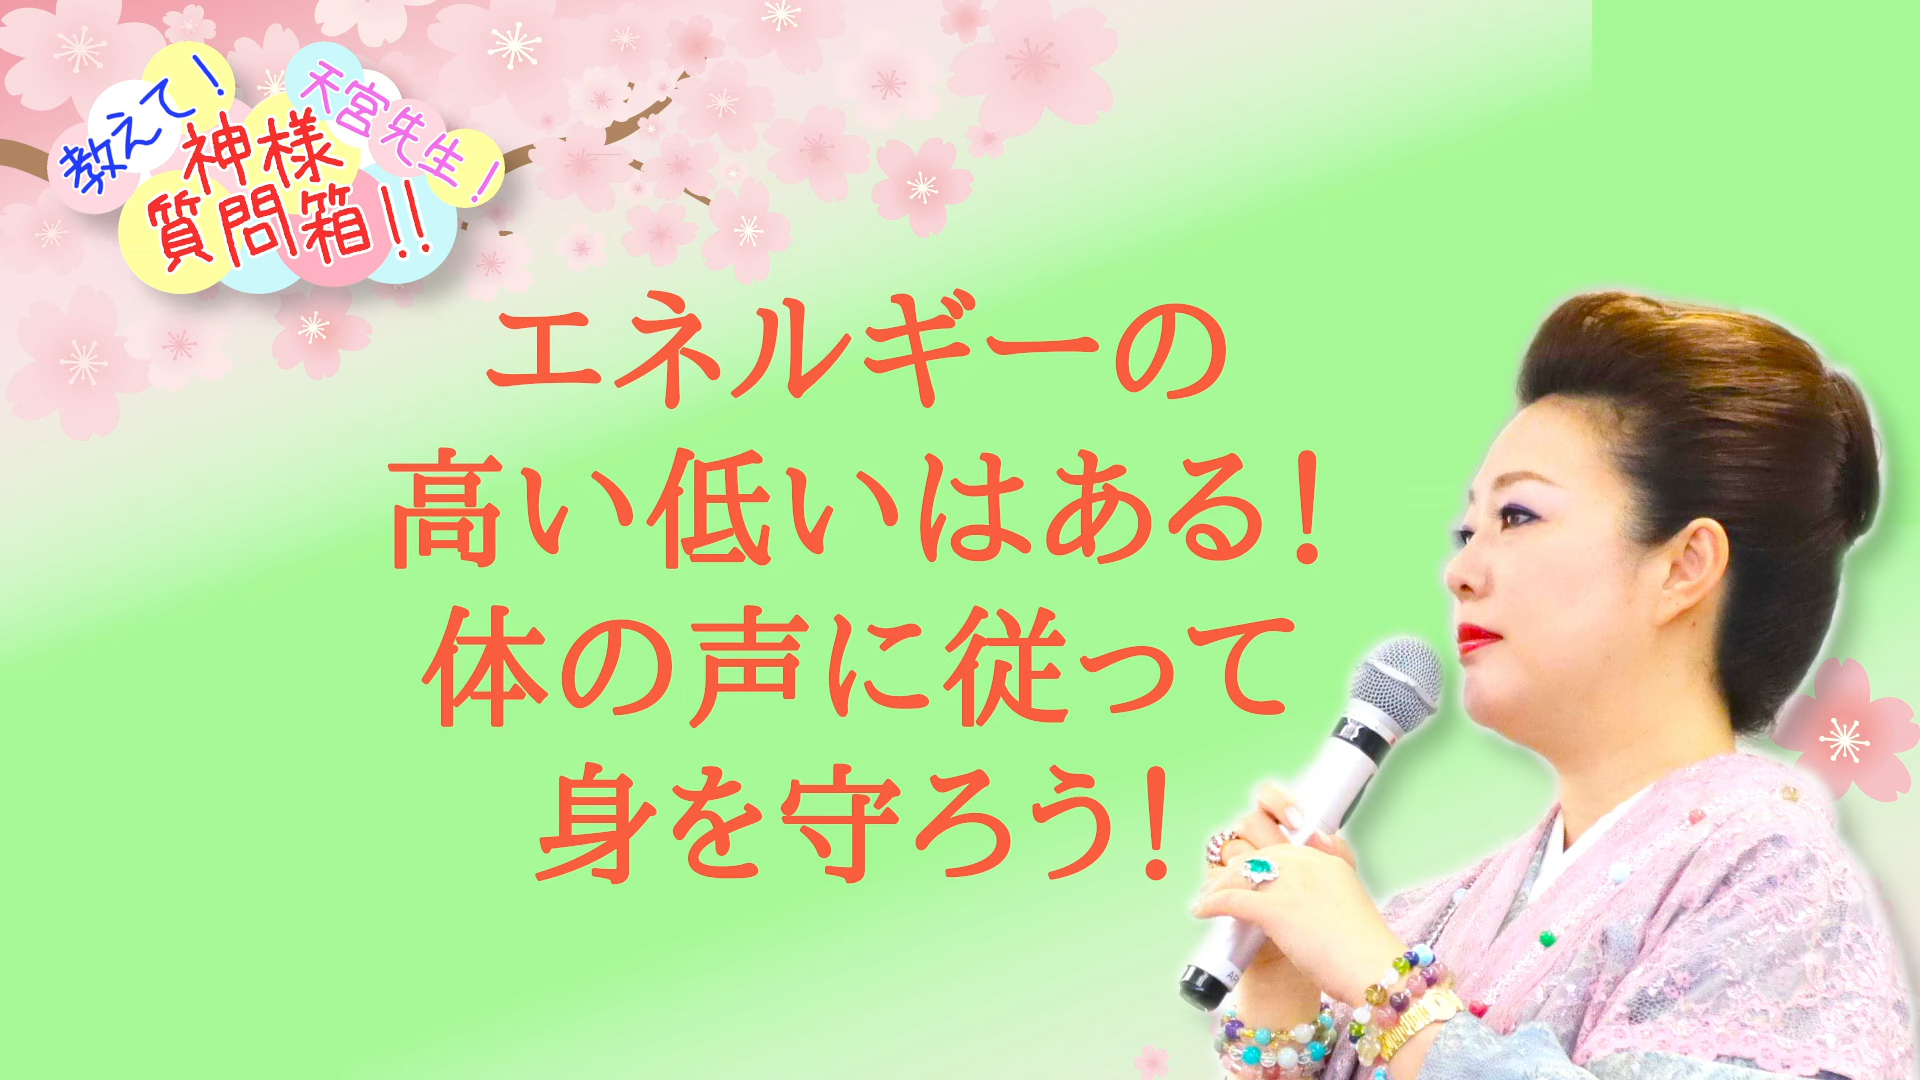 教えて！
天宮先生！
神様
質問箱!!
エネルギーの
高い低いはある！
体の声に従って
身を守ろう！